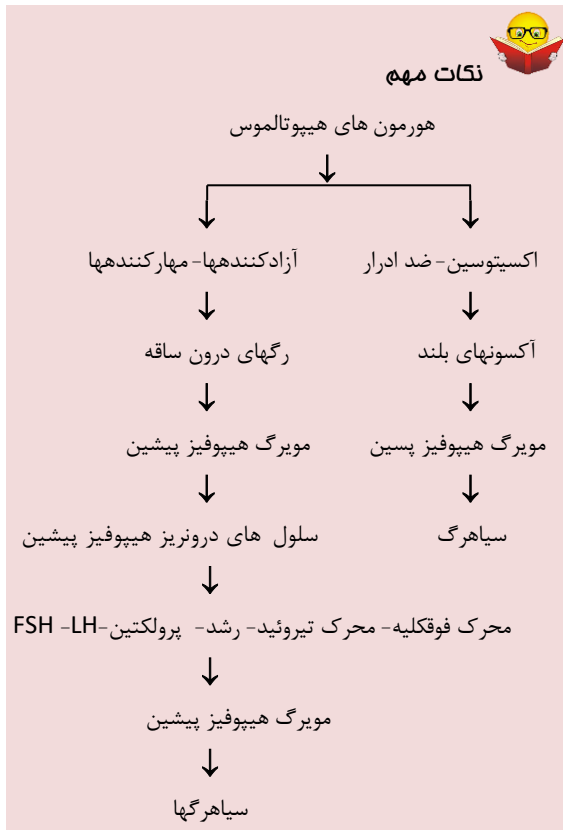 نکات مهم
هورمون های هیپوتالموس
اکسیتوسین-ضد ادرار
آزادکنندهها-مهارکنندهها
آکسونهای بلند
رگهای درون ساقه
مویرگ هیپوفیز پسین
مویرگ هیپوفیز پیشین
سیاهرگ
سلول های درونریز هیپوفیز پیشین
محرک فوقکلیه- محرک تیروئید- رشد- پرولکتین-FSH -LH
مویرگ هیپوفیز پیشین
سیاهرگها